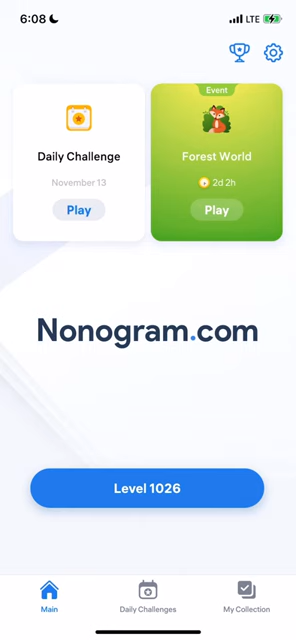 6:08
LTE
Event
Daily Challenge
Forest World
November 13
2d 2h
Play
Play
Nonogram.com
Level 1026
Main
Daily Challenges
My Collection